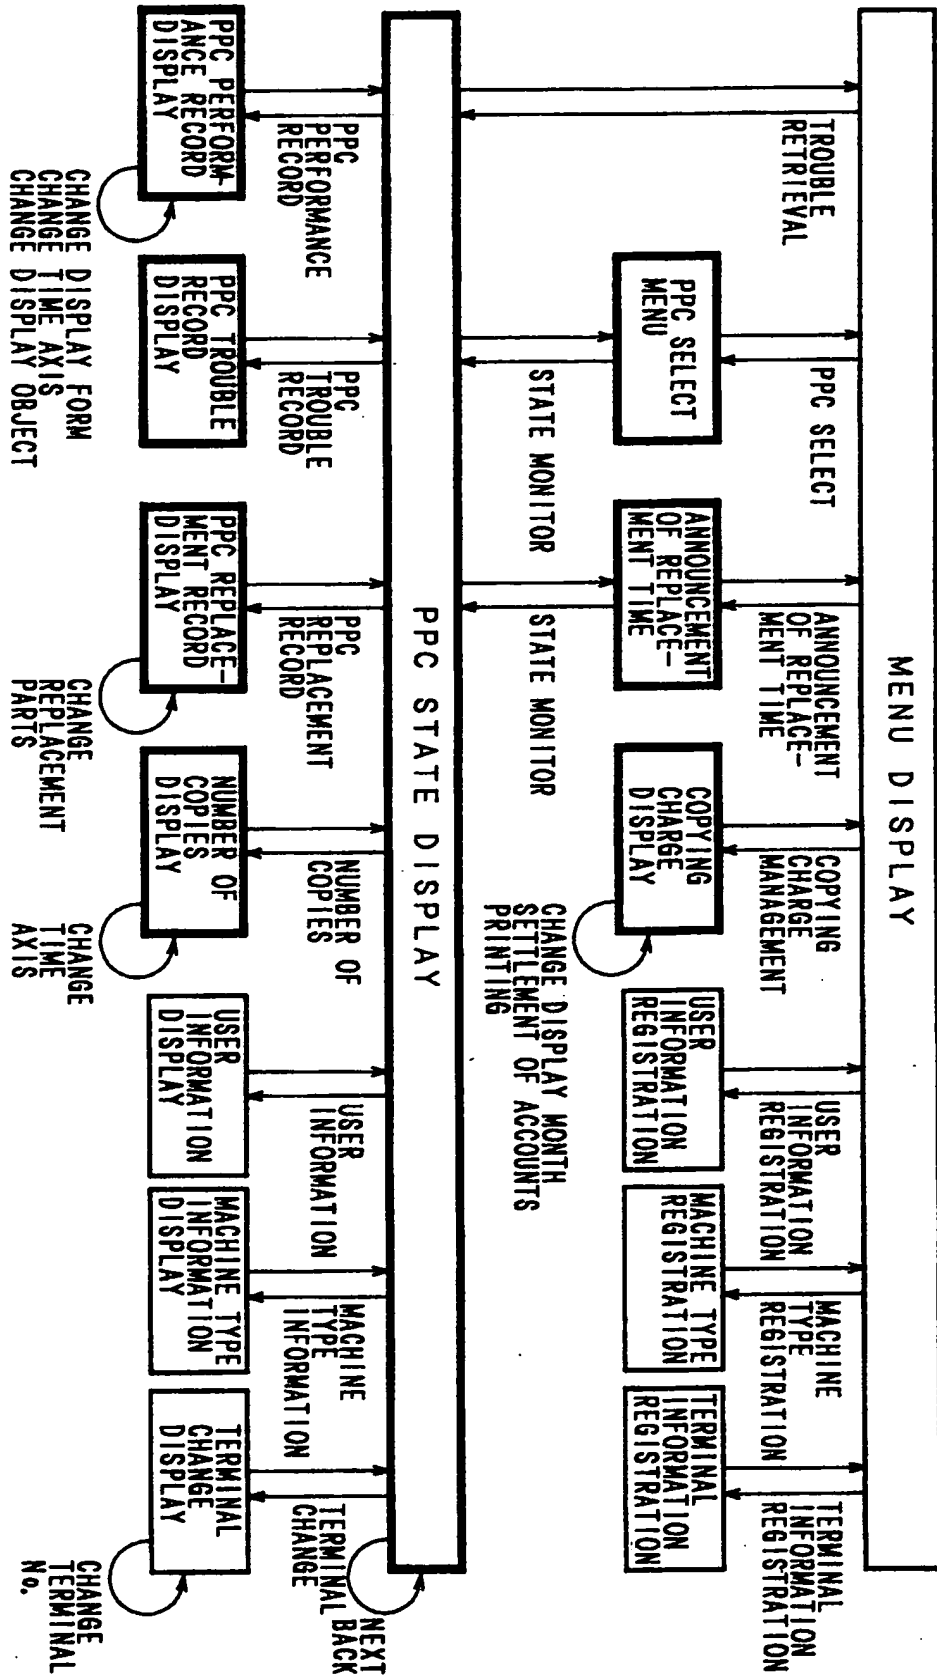 MENU DISPLAY
TROUBLE
RETRIEVAL
PPC SELECT
ANNOUNCEMENT
OF REPLACE-
MENT TIME
COPYING
CHARGE
MANAGEMENT
USER
INFORMATION
REGISTRATION
MACHINE
TYPE
REGISTRATION
TERMINAL
INFORMATION
REGISTRATION
PPC SELECT
MENU
ANNOUNCEMENT
OF REPLACE-
MENT TIME
COPYING
CHARGE
DISPLAY
USER
INFORMATION
REGISTRATION
MACHINE TYPE
REGISTRATION
TERMINAL
INFORMATION
REGISTRATION
STATE MONITOR
STATE MONITOR
CHANGE DISPLAY MONTH
SETTLEMENT OF ACCOUNTS
PRINTING
PPC STATE DISPLAY
NEXT
BACK
PPC
PERFORMANCE
RECORD
PPC
TROUBLE
RECORD
PPC
REPLACEMENT
RECORD
NUMBER OF
COPIES
USER
INFORMATION
MACHINE
TYPE
INFORMATION
TERMINAL
CHANGE
PPC PERFORM-
ANCE RECORD
DISPLAY
PPC TROUBLE
RECORD
DISPLAY
PPC REPLACE-
MENT RECORD
DISPLAY
NUMBER OF
COPIES
DISPLAY
USER
INFORMATION
DISPLAY
MACHINE TYPE
INFORMATION
DISPLAY
TERMINAL
CHANGE
DISPLAY
CHANGE DISPLAY FORM
CHANGE TIME AXIS
CHANGE DISPLAY OBJECT
CHANGE
REPLACEMENT
PARTS
CHANGE
TIME
AXIS
CHANGE
TERMINAL
No.